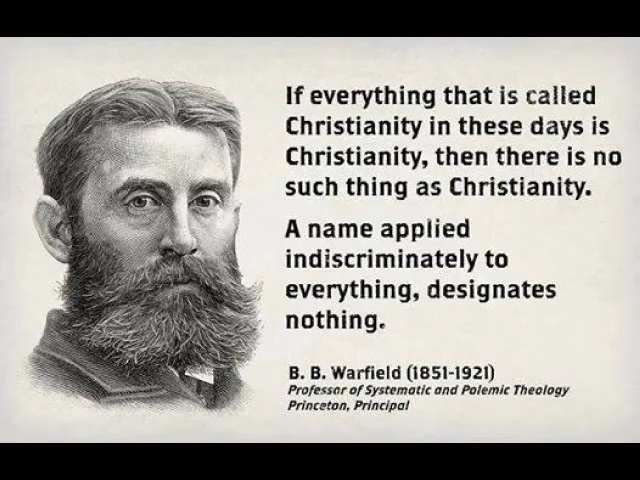 If everything that is called
Christianity in these days is
Christianity, then there is no
such thing as Christianity.
A name applied
indiscriminately to
everything, designates
nothing.
B. B. Warfield (1851-1921)
Professor of Systematic and Polemic Theology
Princeton, Principal